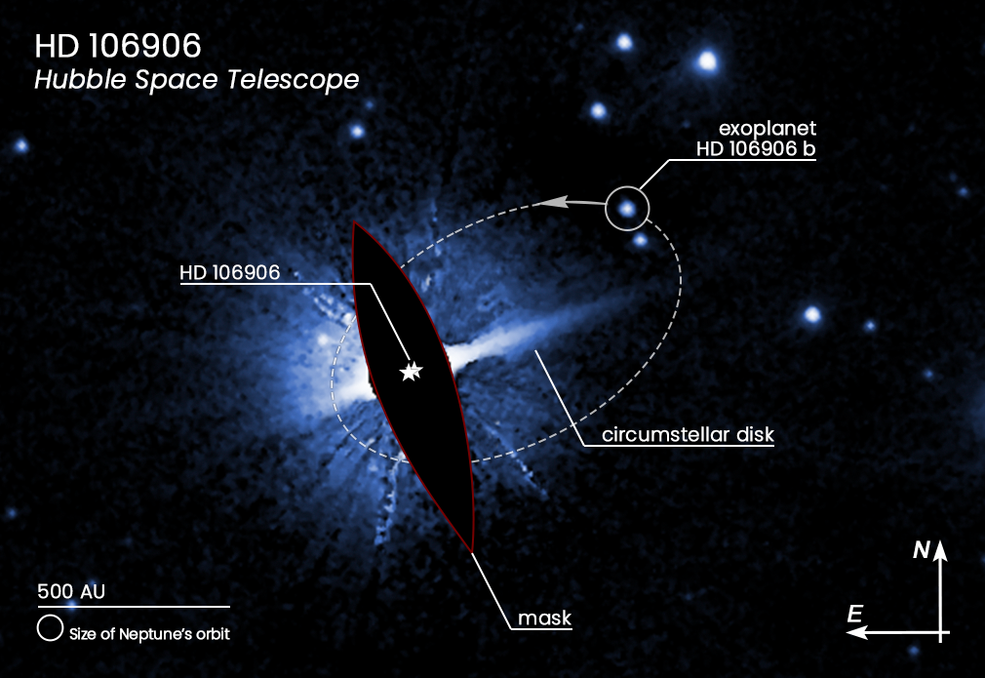 HD 106906
Hubble Space Telescope
exoplanet
HD 106906 b
HD 106906
circumstellar disk
500 AU
Size of Neptune's orbit
mask
N
E